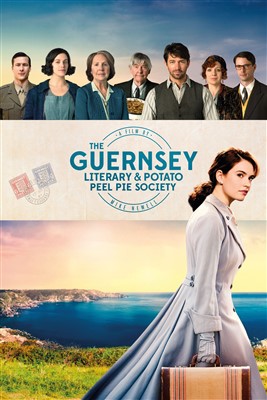 A FILM BY
THE
GUERNSEY
LITERARY & POTATO
PEEL PIE SOCIETY
MIKE NEWELL